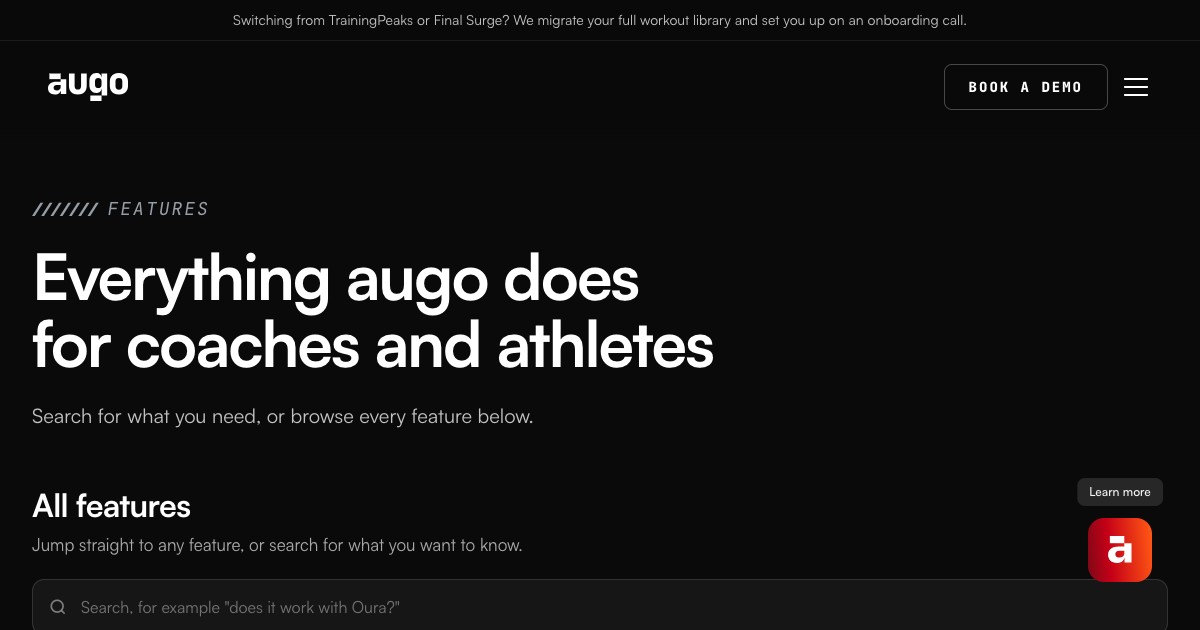 Switching from TrainingPeaks or Final Surge? We migrate your full workout library and set you up on an onboarding call.
augo
BOOK A DEMO
/////// FEATURES
Everything augo does
for coaches and athletes
Search for what you need, or browse every feature below.
All features
Learn more
Jump straight to any feature, or search for what you want to know.
a
Search, for example "does it work with Oura?"